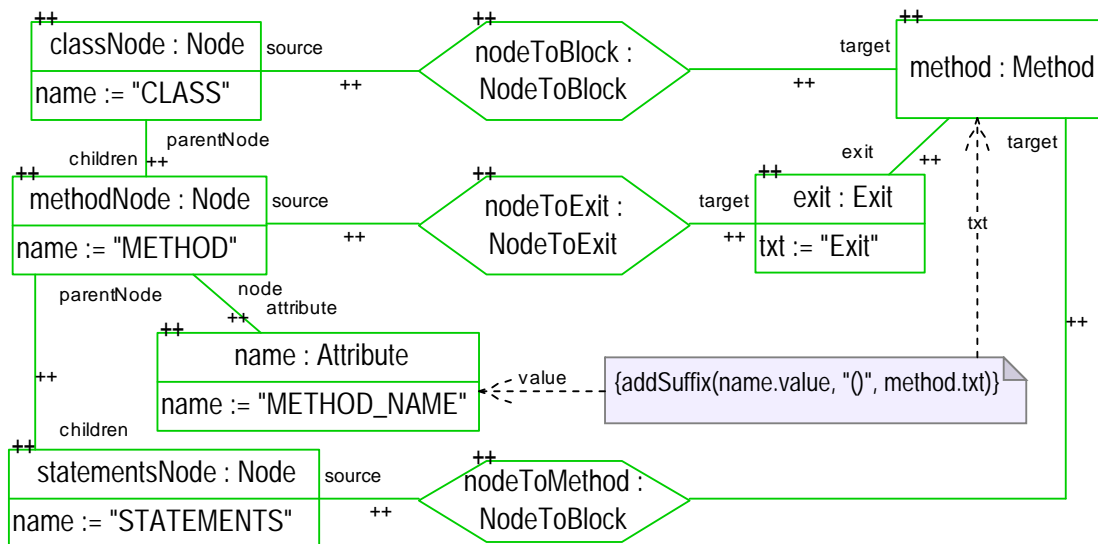 ++
classNode : Node
name := "CLASS"
source
++
++
nodeToBlock :
NodeToBlock
target
++
++
method : Method
parentNode
children
++
++
methodNode : Node
name := "METHOD"
source
++
++
nodeToExit :
NodeToExit
target
++
exit
++
++
exit : Exit
txt := "Exit"
target
txt
++
parentNode
++
node
attribute
++
++
name : Attribute
name := "METHOD_NAME"
value
{addSuffix(name.value, "()", method.txt)}
children
++
statementsNode : Node
name := "STATEMENTS"
source
++
++
nodeToMethod :
NodeToBlock